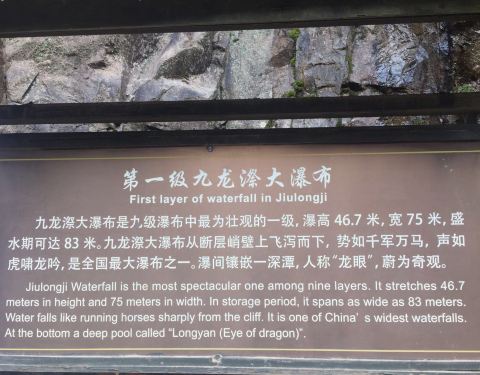 第一级九龙漈大瀑布
First layer of waterfall in Jiulongji
九龙漈大瀑布是九级瀑布中最为壮观的一级，瀑高 46.7 米，宽 75 米，盛
水期可达 83 米。九龙漈大瀑布从断层峭壁上飞泻而下，势如千军万马，声如
虎啸龙吟，是全国最大瀑布之一。瀑间镶嵌一深潭，人称“龙眼”，蔚为奇观。
Jiulongji Waterfall is the most spectacular one among nine layers. It stretches 46.7
meters in height and 75 meters in width. In storage period, it spans as wide as 83 meters.
Water falls like running horses sharply from the cliff. It is one of China’s widest waterfalls.
At the bottom a deep pool called “Longyan (Eye of dragon)”.